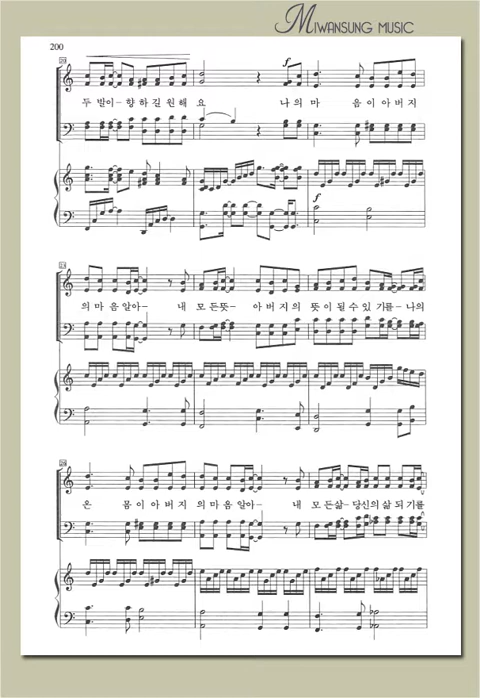 MIWANSUNG MUSIC
200
20
두 발이-향하길 원해 요 나의 마 음이 아버지
의 마음 알아- 내 모든뜻- 아버지의 뜻이 될 수 있 기를-나의
온 몸이 아버지 의 마음 알아- 내 모든삶-당신의 삶 되기를